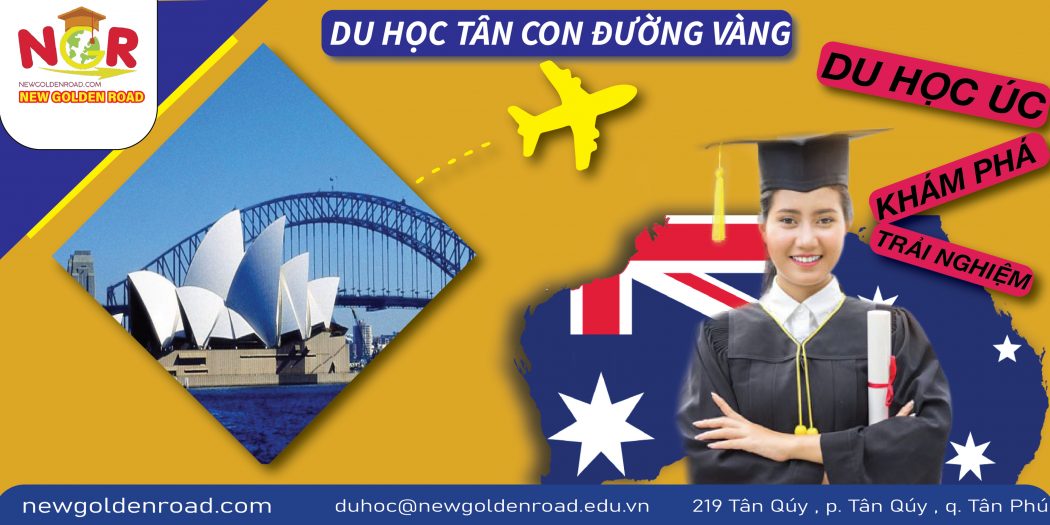 NGR
NEWGOLDENROAD.COM
NEW GOLDEN ROAD
DU HỌC TÂN CON ĐƯỜNG VÀNG
DU HỌC ÚC
KHÁM PHÁ
TRẢI NGHIỆM
newgoldenroad.com
duhoc@newgoldenroad.edu.vn
219 Tân Qúy , p. Tân Qúy , q. Tân Phú